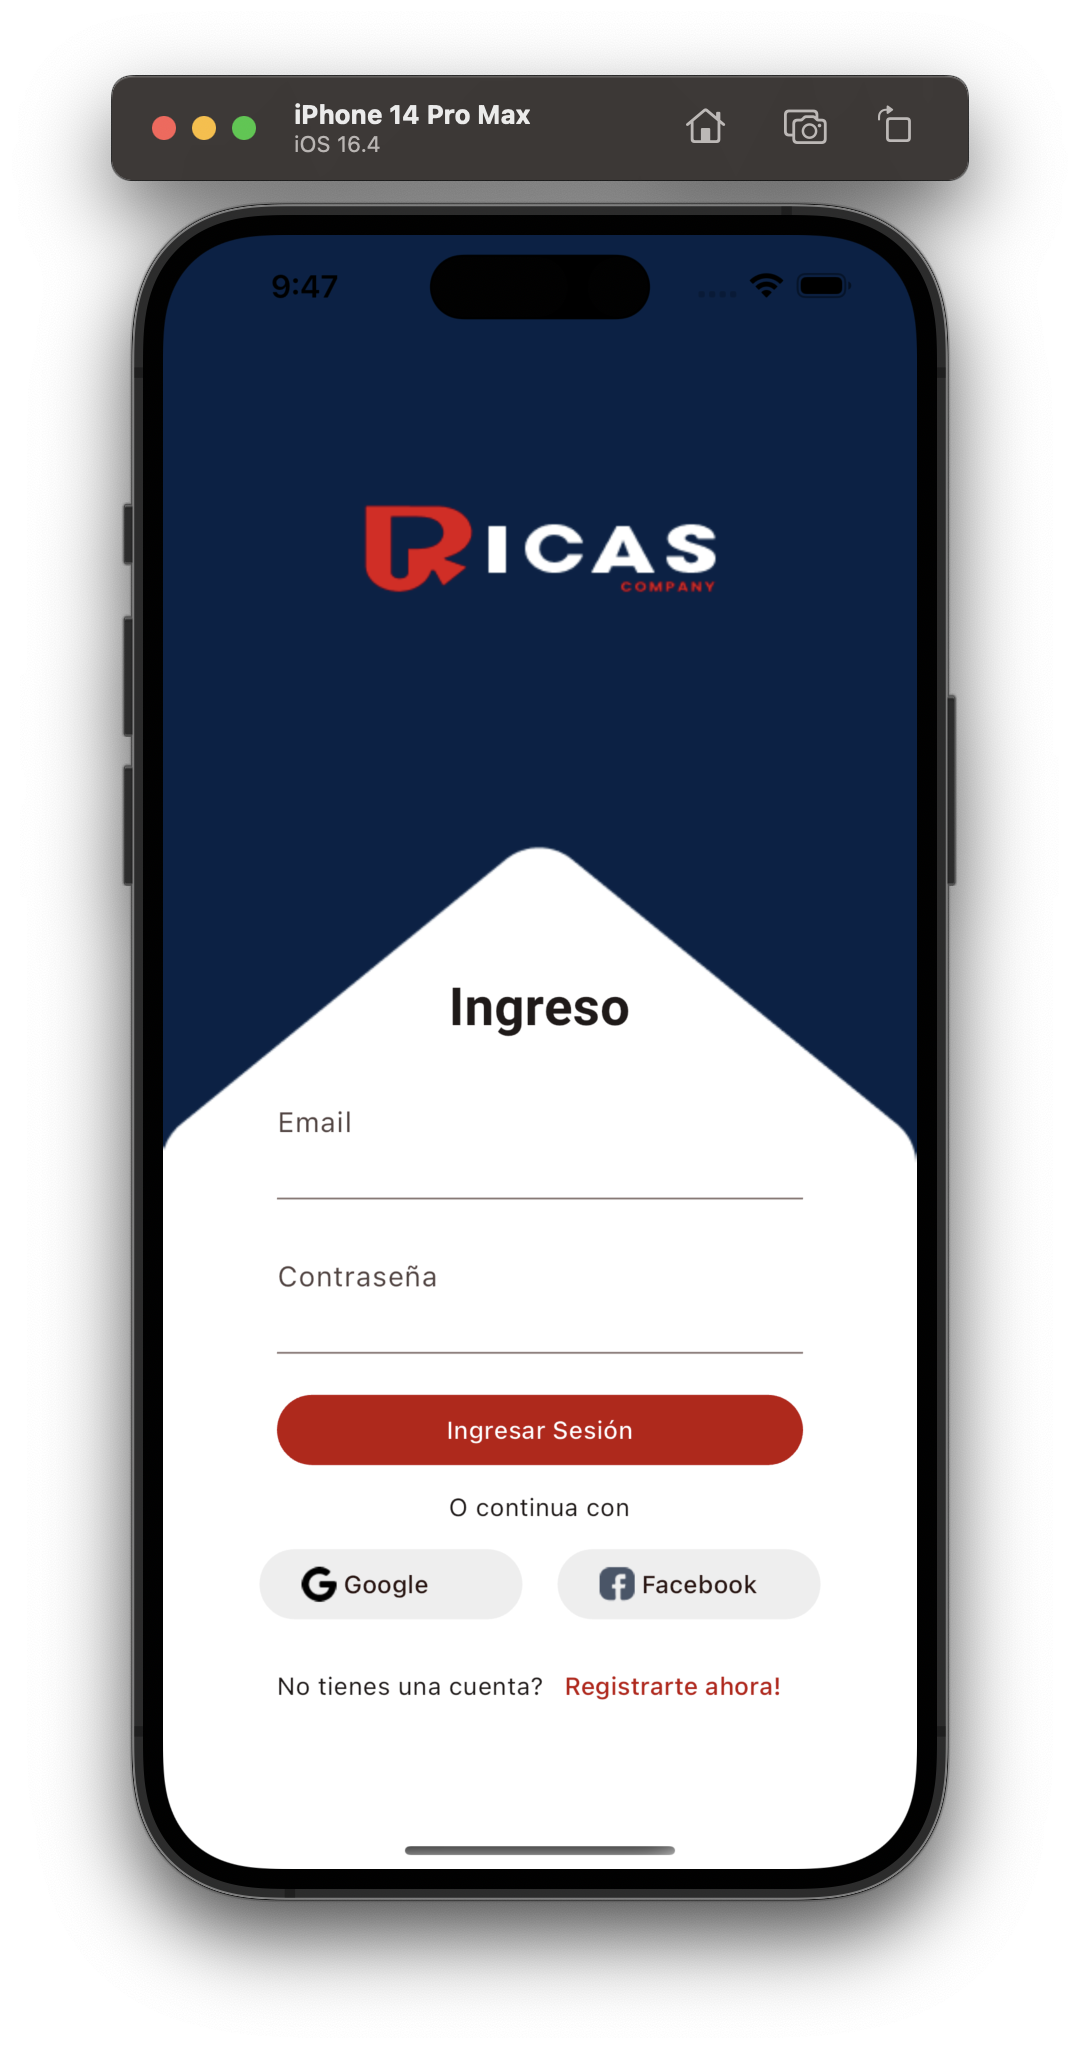 iPhone 14 Pro Max
iOS 16.4
9:47
RICAS
COMPANY
Ingreso
Email
Contraseña
Ingresar Sesión
O continua con
Google
Facebook
No tienes una cuenta? Registrarte ahora!